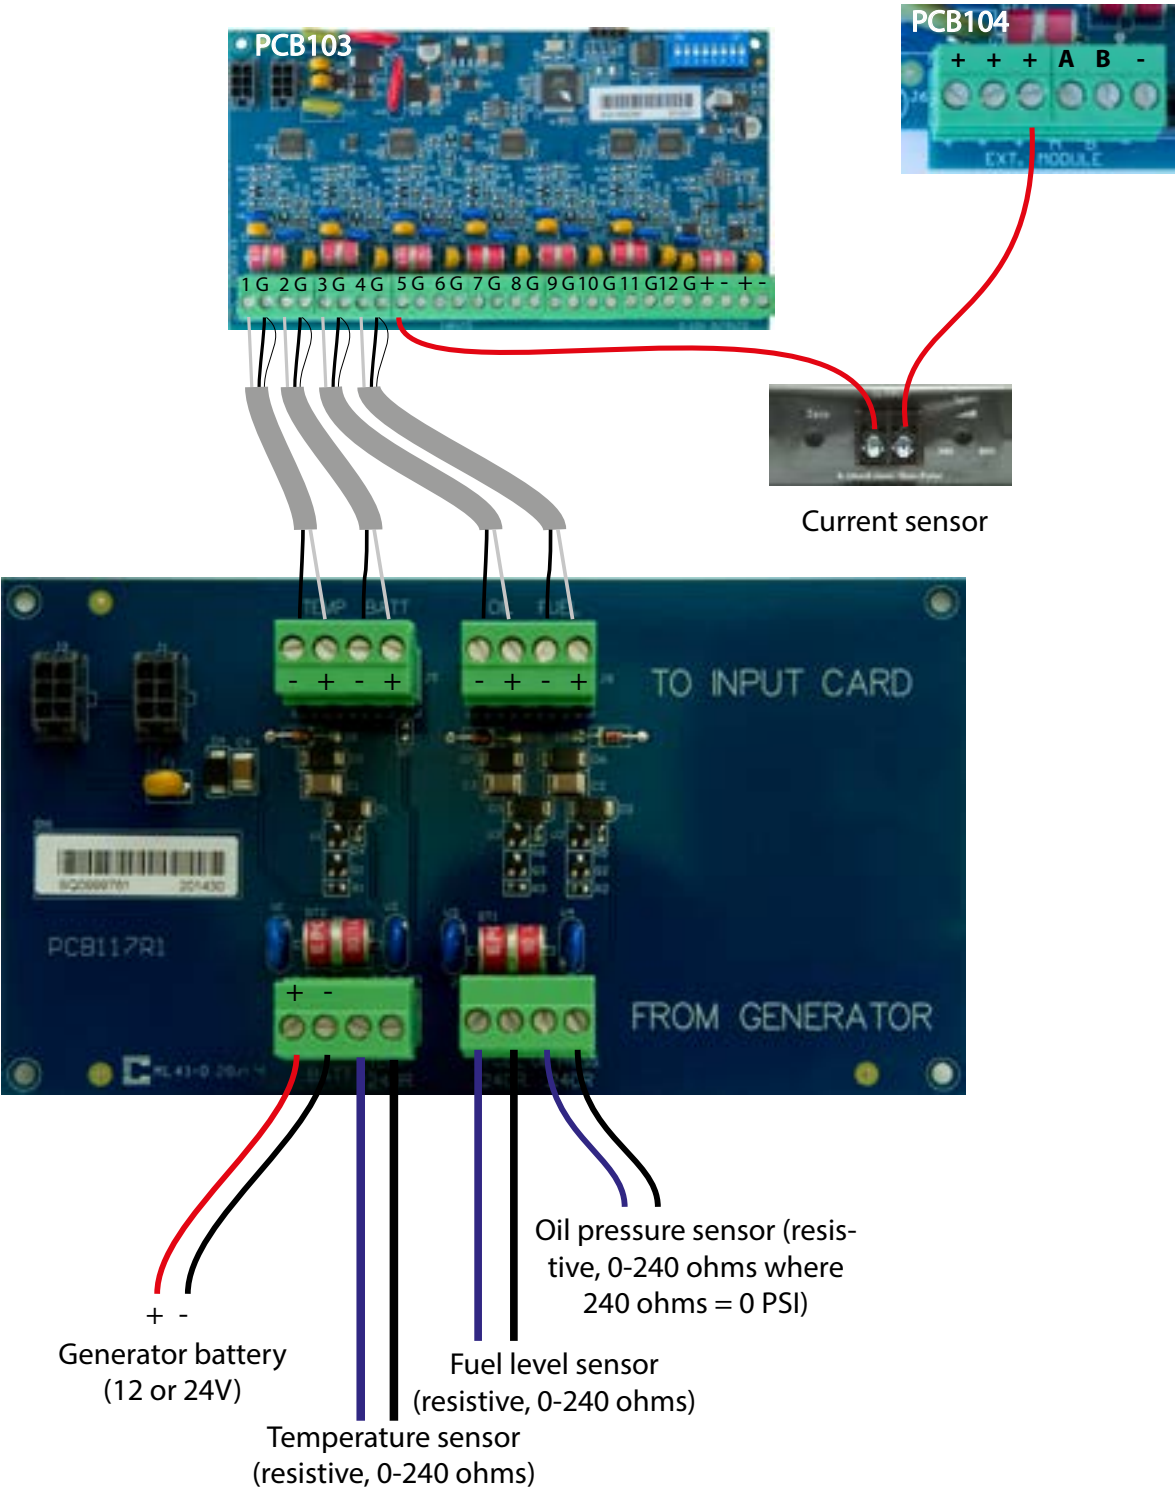 PCB103
PCB104
+ + + A B -
EXT. MODULE
1 G 2 G 3 G 4 G 5 G 6 G 7 G 8 G 9 G 10 G 11 G 12 G + - + -
Current sensor
TEMP BATT
FUEL
- + - +
- + - +
TO INPUT CARD
PCB117R1
+ -
FROM GENERATOR
+ -
Generator battery
(12 or 24V)
Oil pressure sensor (resis-
tive, 0-240 ohms where
240 ohms = 0 PSI)
Fuel level sensor
(resistive, 0-240 ohms)
Temperature sensor
(resistive, 0-240 ohms)